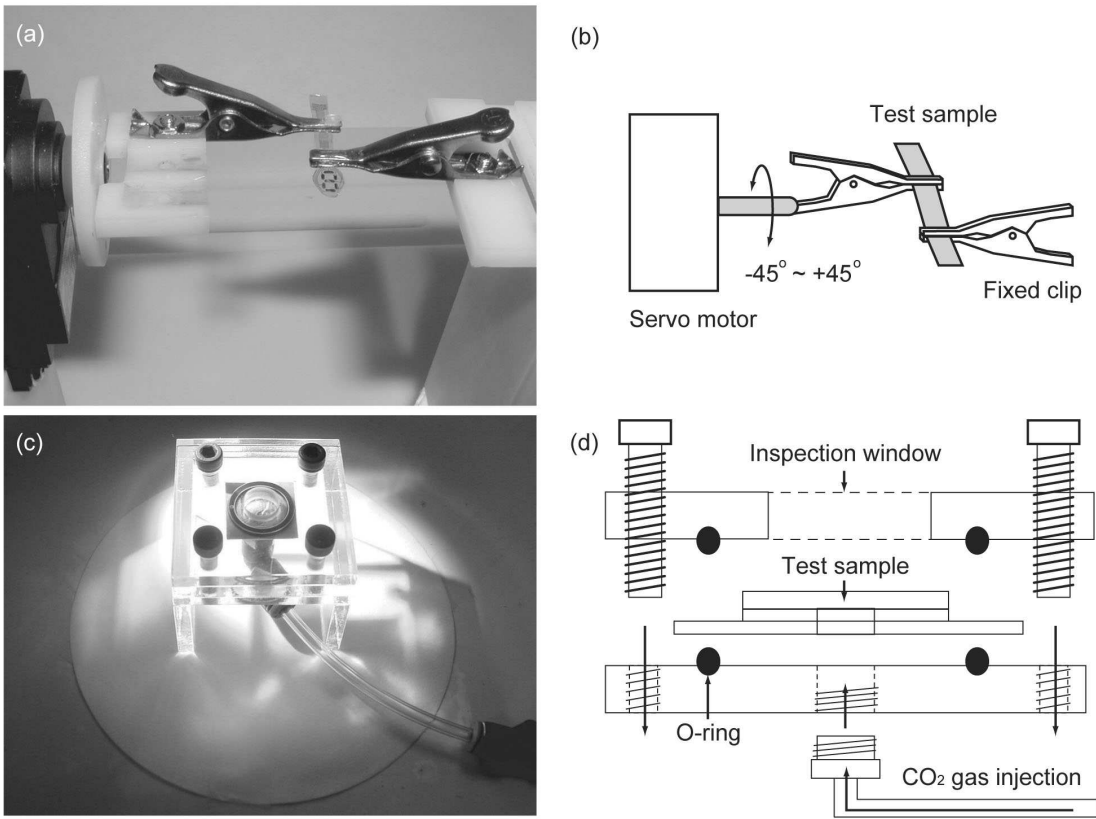 (a)
(b)
Test sample
-45° ~ +45°
Fixed clip
Servo motor
(c)
(d)
Inspection window
Test sample
O-ring
CO₂ gas injection